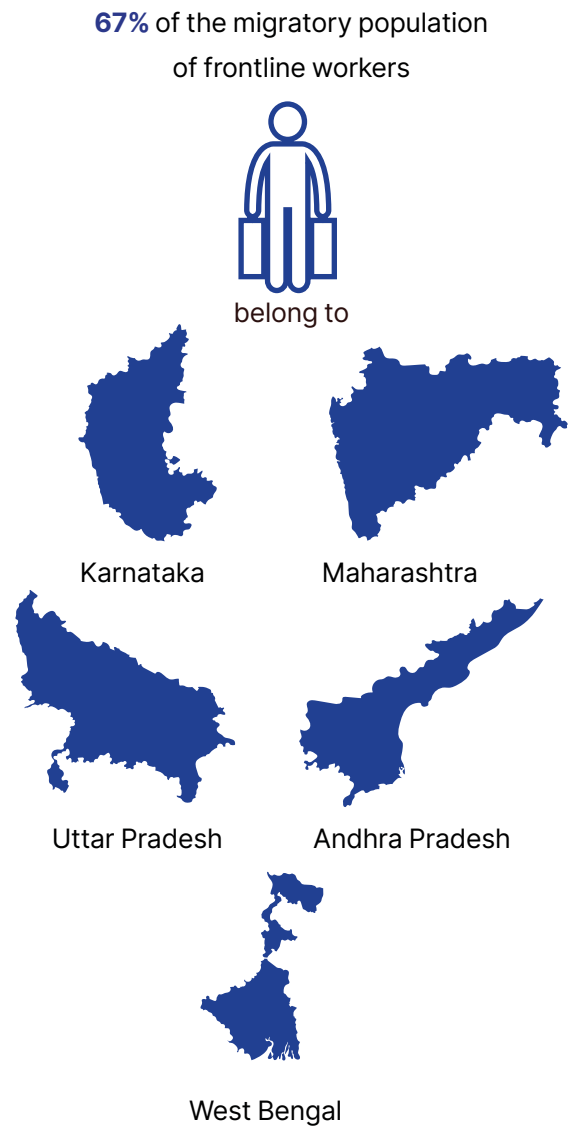 67% of the migratory population
of frontline workers
belong to
Karnataka
Maharashtra
Uttar Pradesh
Andhra Pradesh
West Bengal